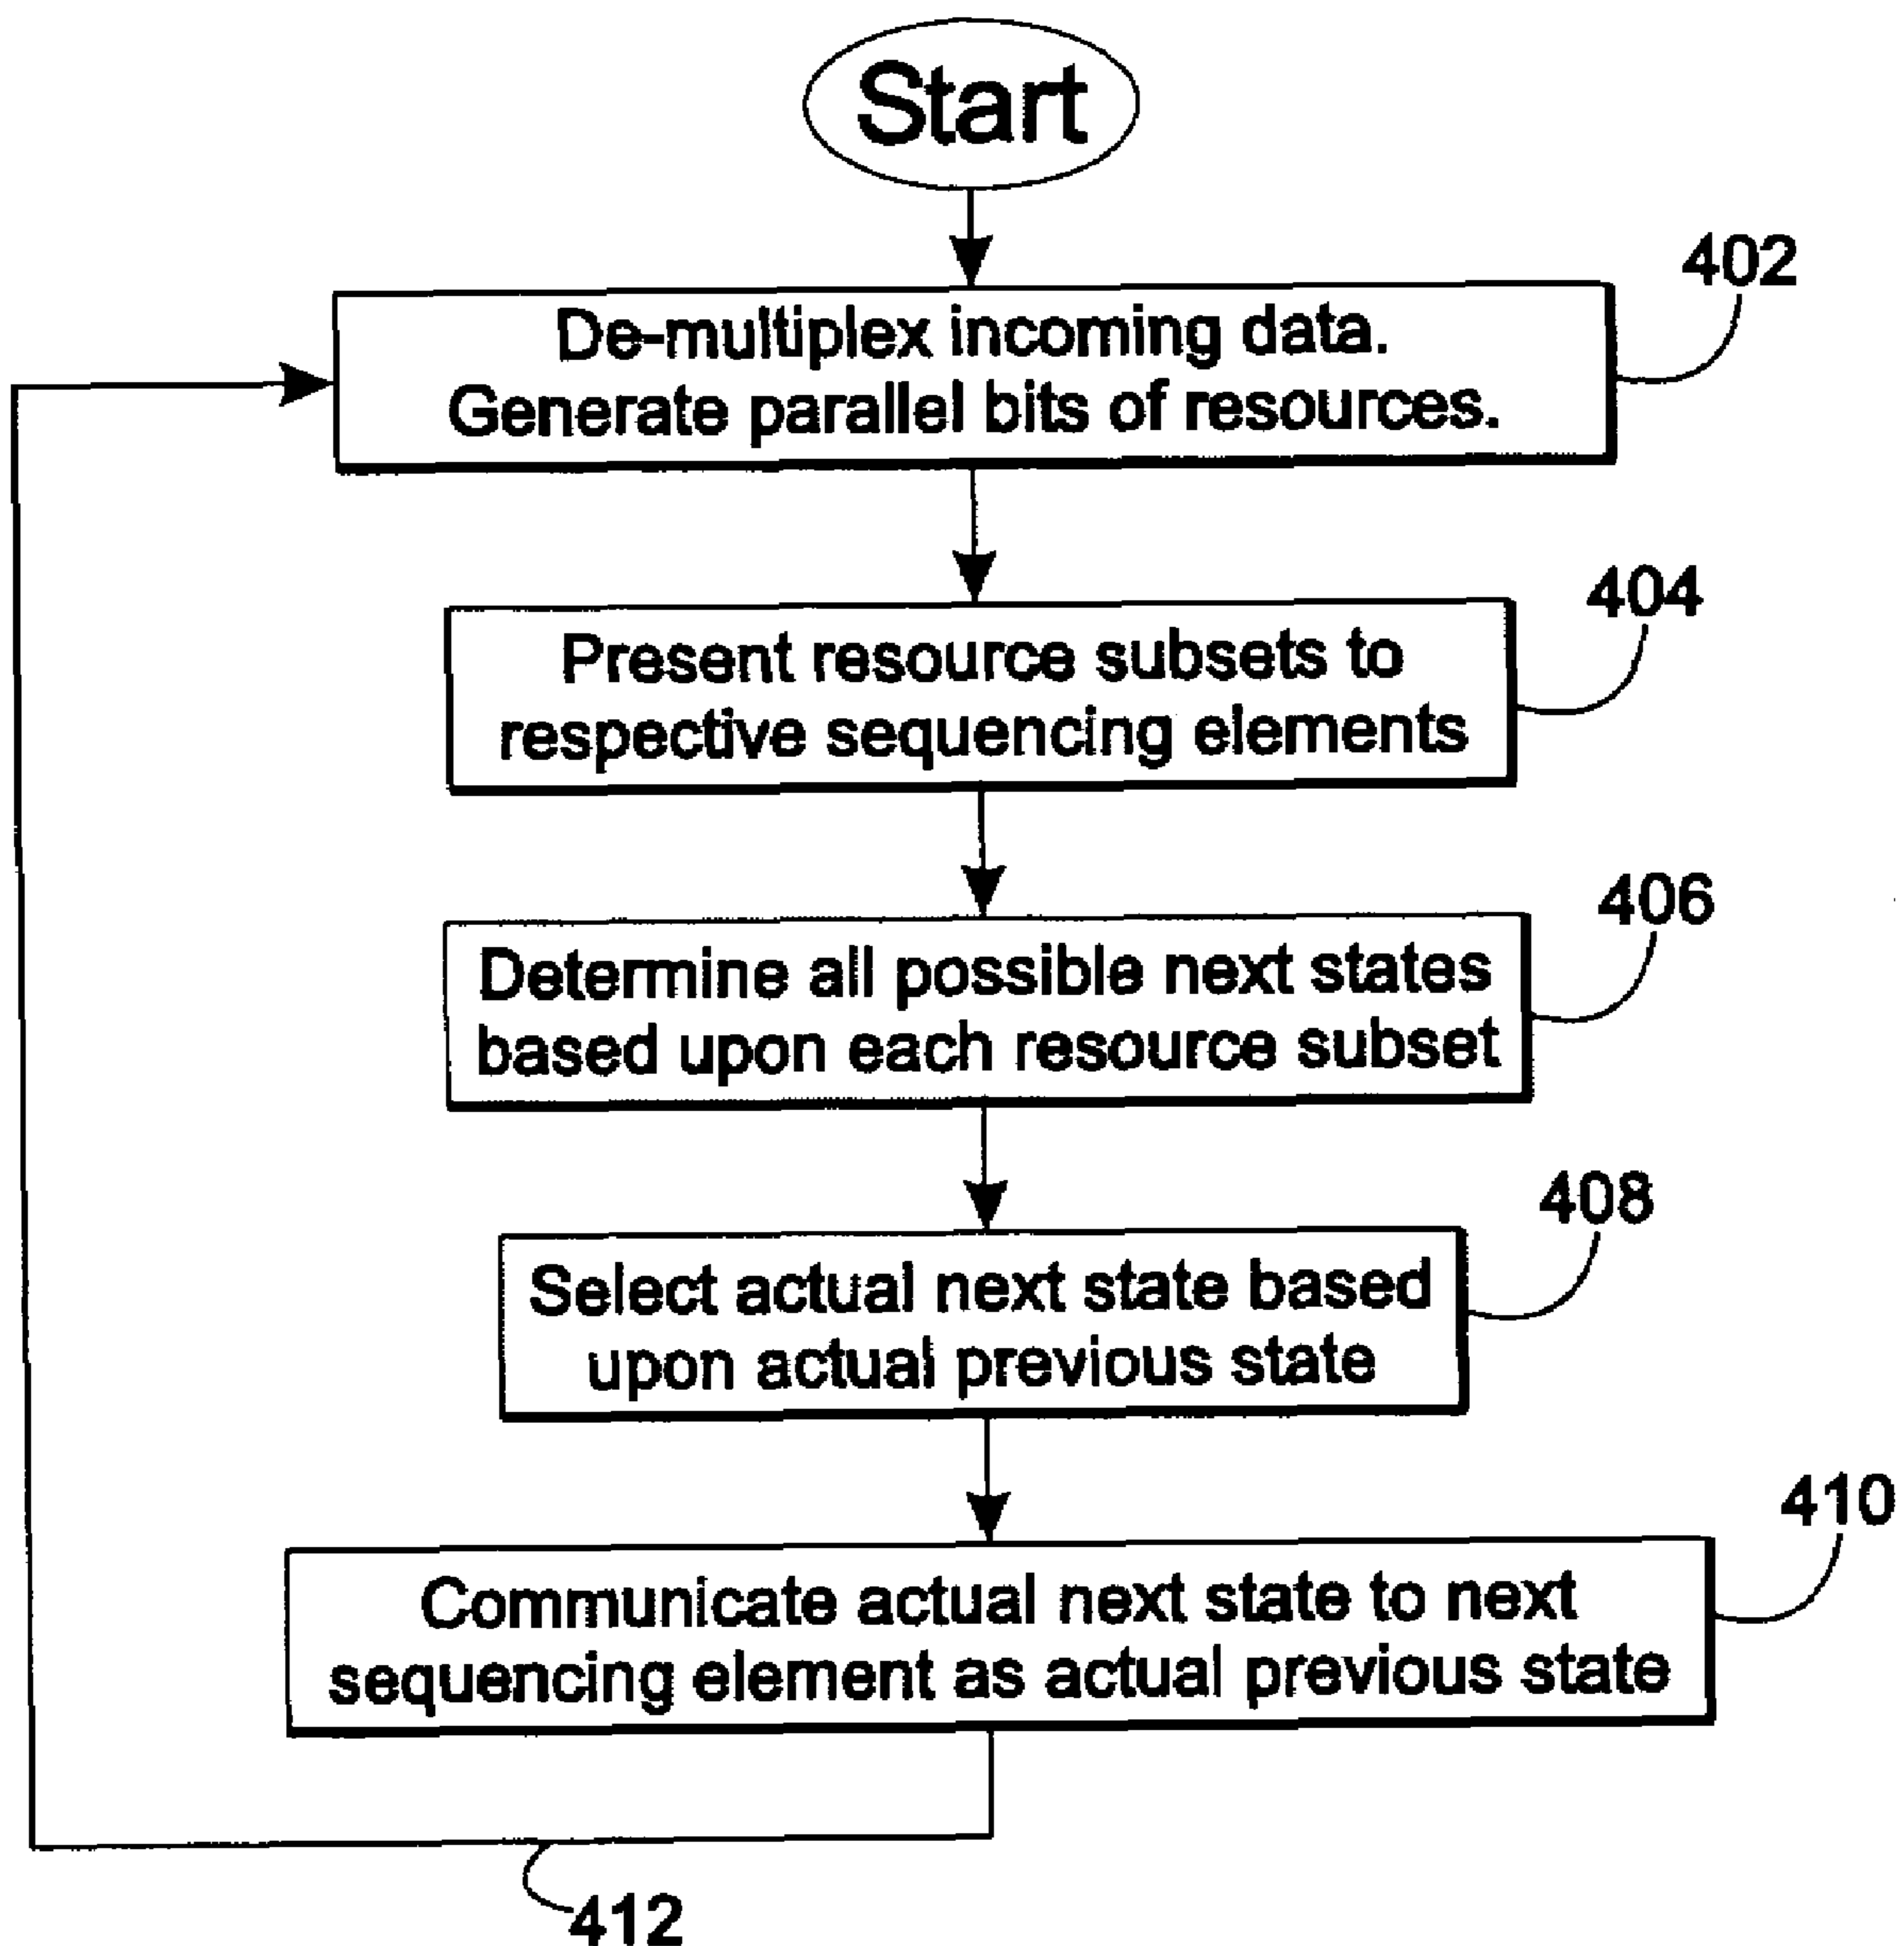 Start
402
De-multiplex incoming data.
Generate parallel bits of resources.
404
Present resource subsets to
respective sequencing elements
406
Determine all possible next states
based upon each resource subset
408
Select actual next state based
upon actual previous state
410
Communicate actual next state to next
sequencing element as actual previous state
412